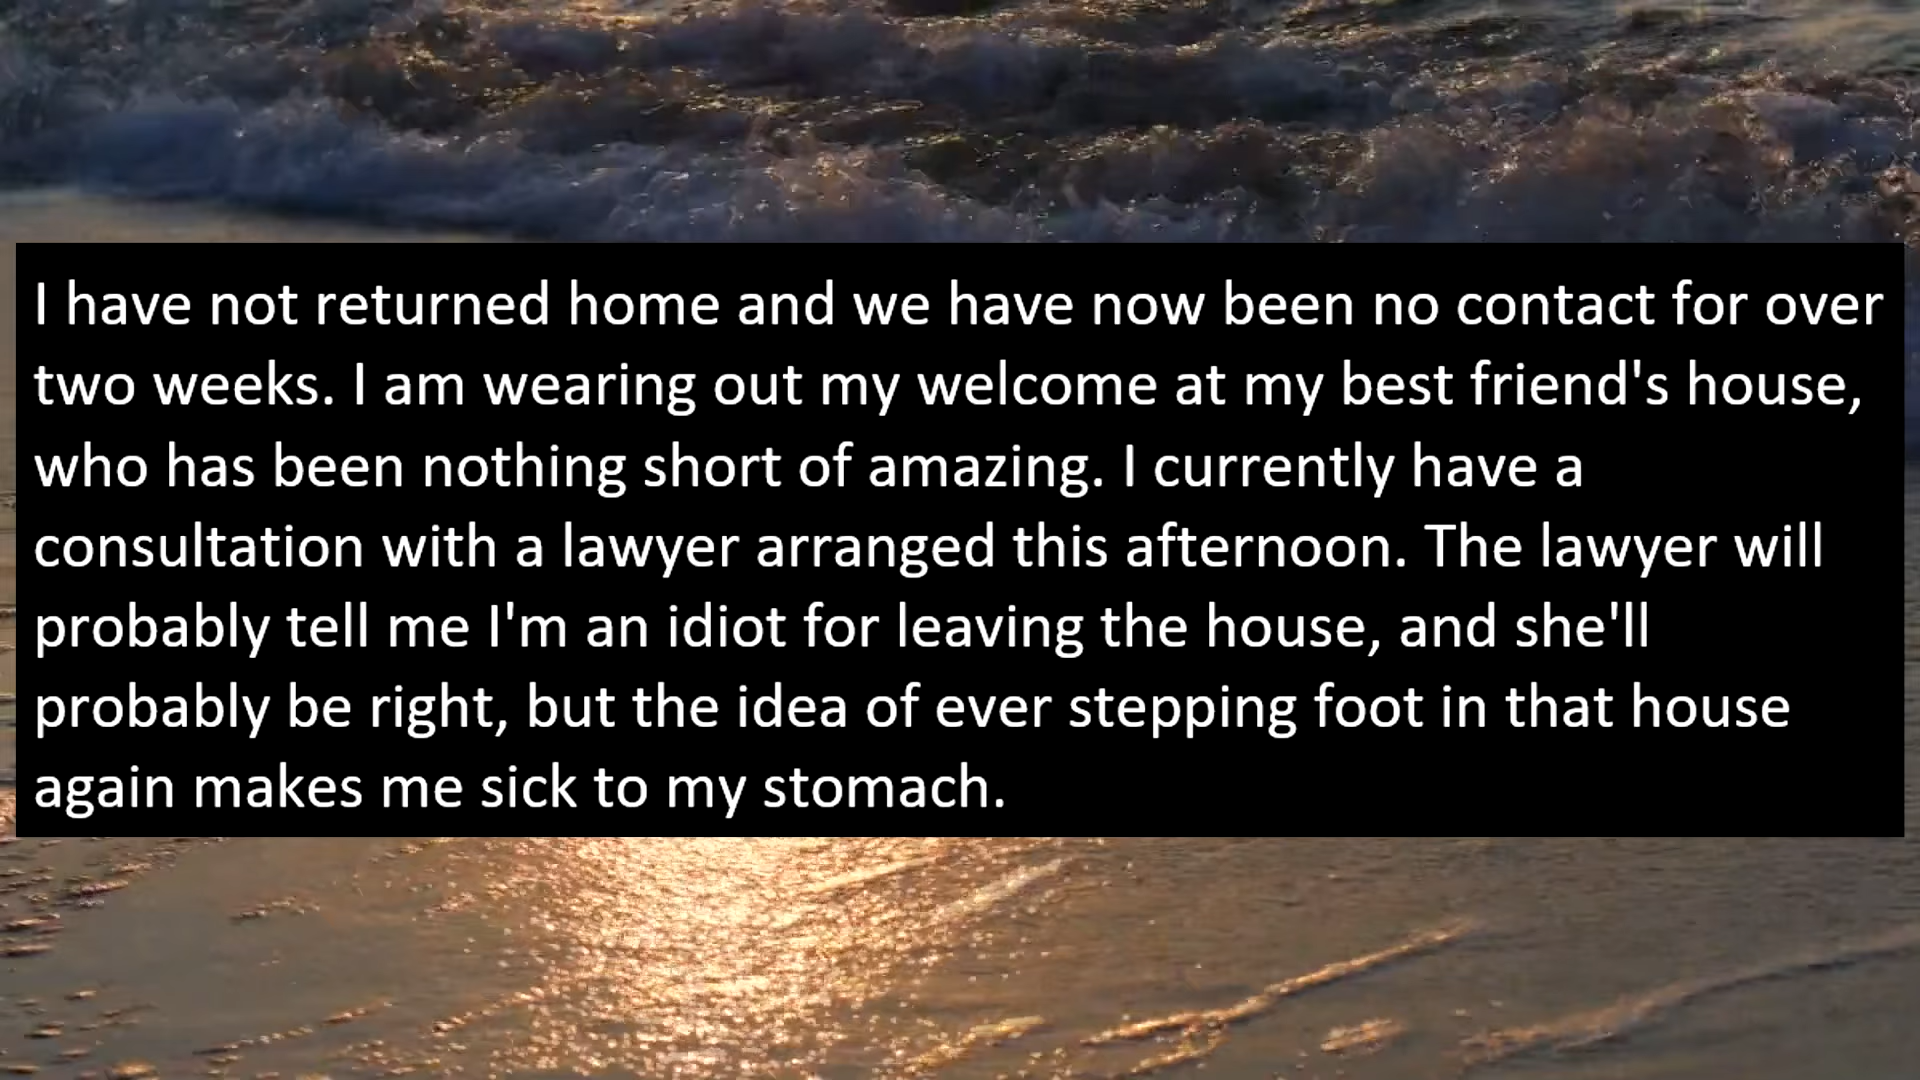 I have not returned home and we have now been no contact for over
two weeks. I am wearing out my welcome at my best friend's house,
who has been nothing short of amazing. I currently have a
consultation with a lawyer arranged this afternoon. The lawyer will
probably tell me I'm an idiot for leaving the house, and she'll
probably be right, but the idea of ever stepping foot in that house
again makes me sick to my stomach.